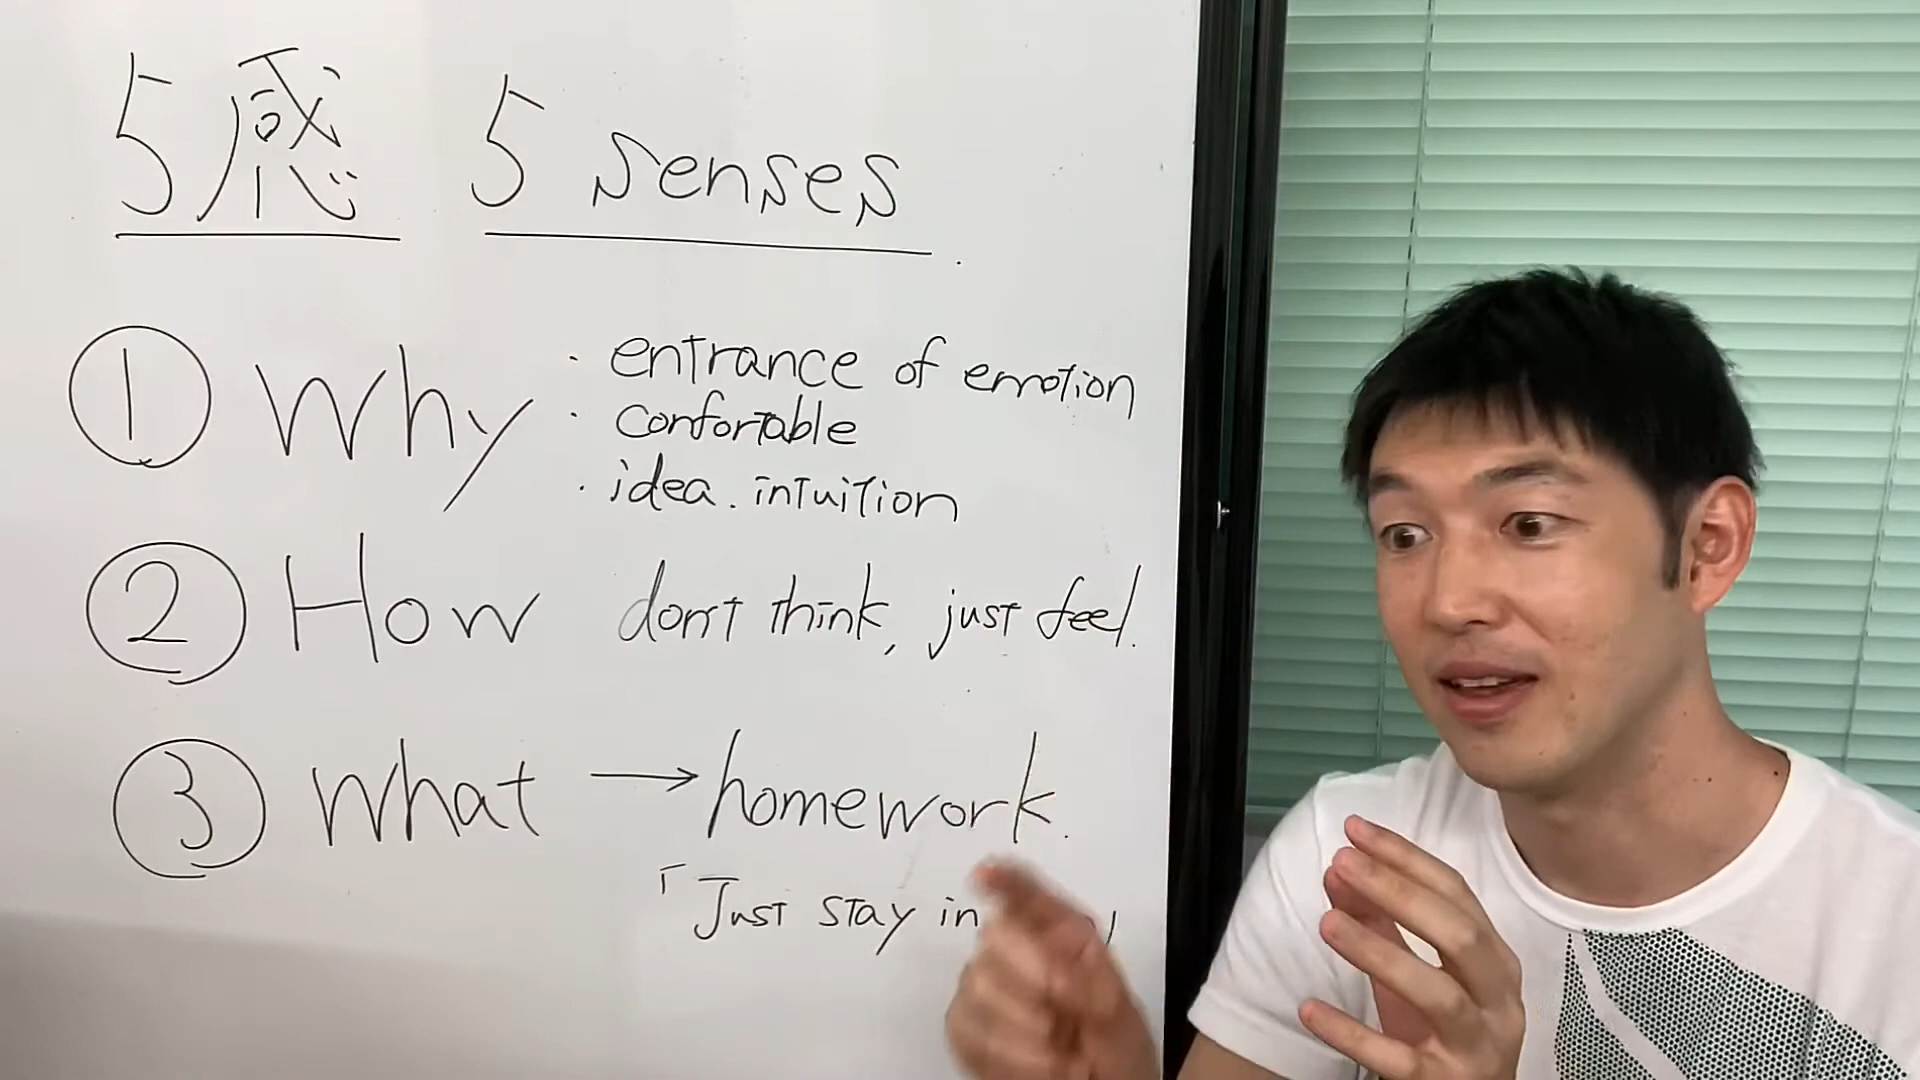 5感 5 senses
① Why
・entrance of emotion
・confortable
・idea. intuition
② How don't think, just feel.
③ What → homework.
「Just stay in